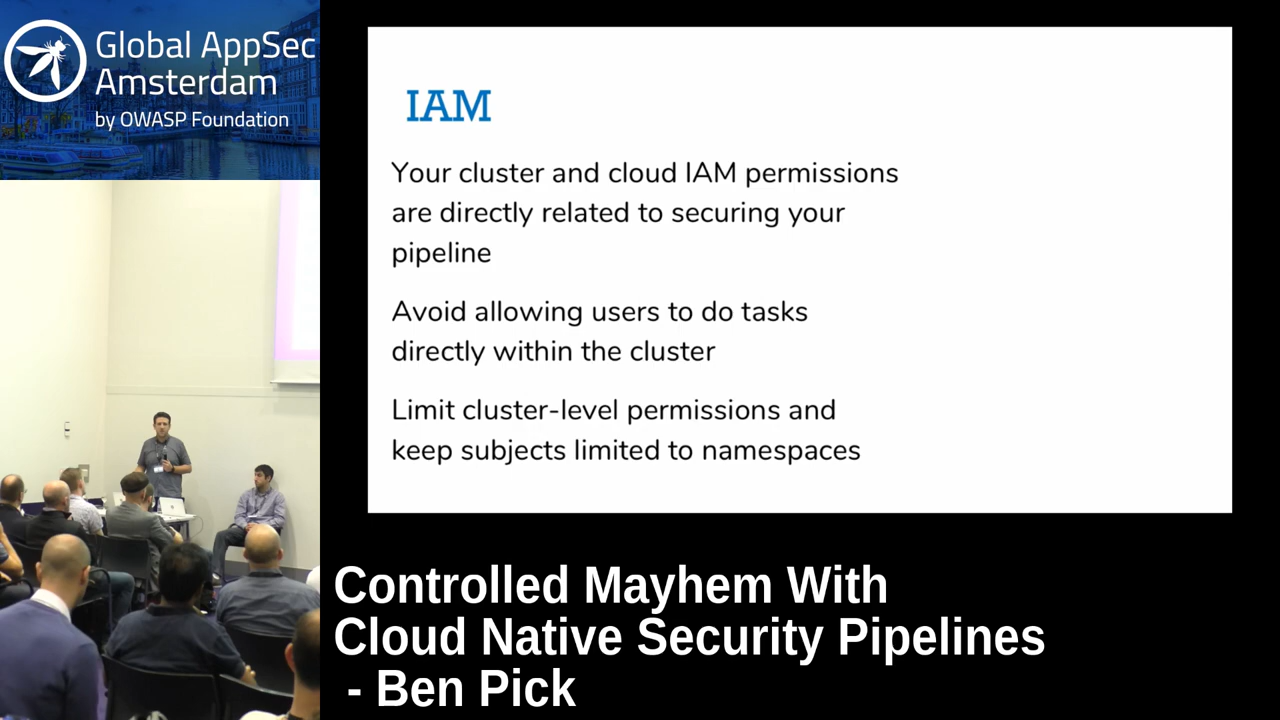 Global AppSec
Amsterdam
by OWASP Foundation
IAM
Your cluster and cloud IAM permissions
are directly related to securing your
pipeline
Avoid allowing users to do tasks
directly within the cluster
Limit cluster-level permissions and
keep subjects limited to namespaces
Controlled Mayhem With
Cloud Native Security Pipelines
- Ben Pick